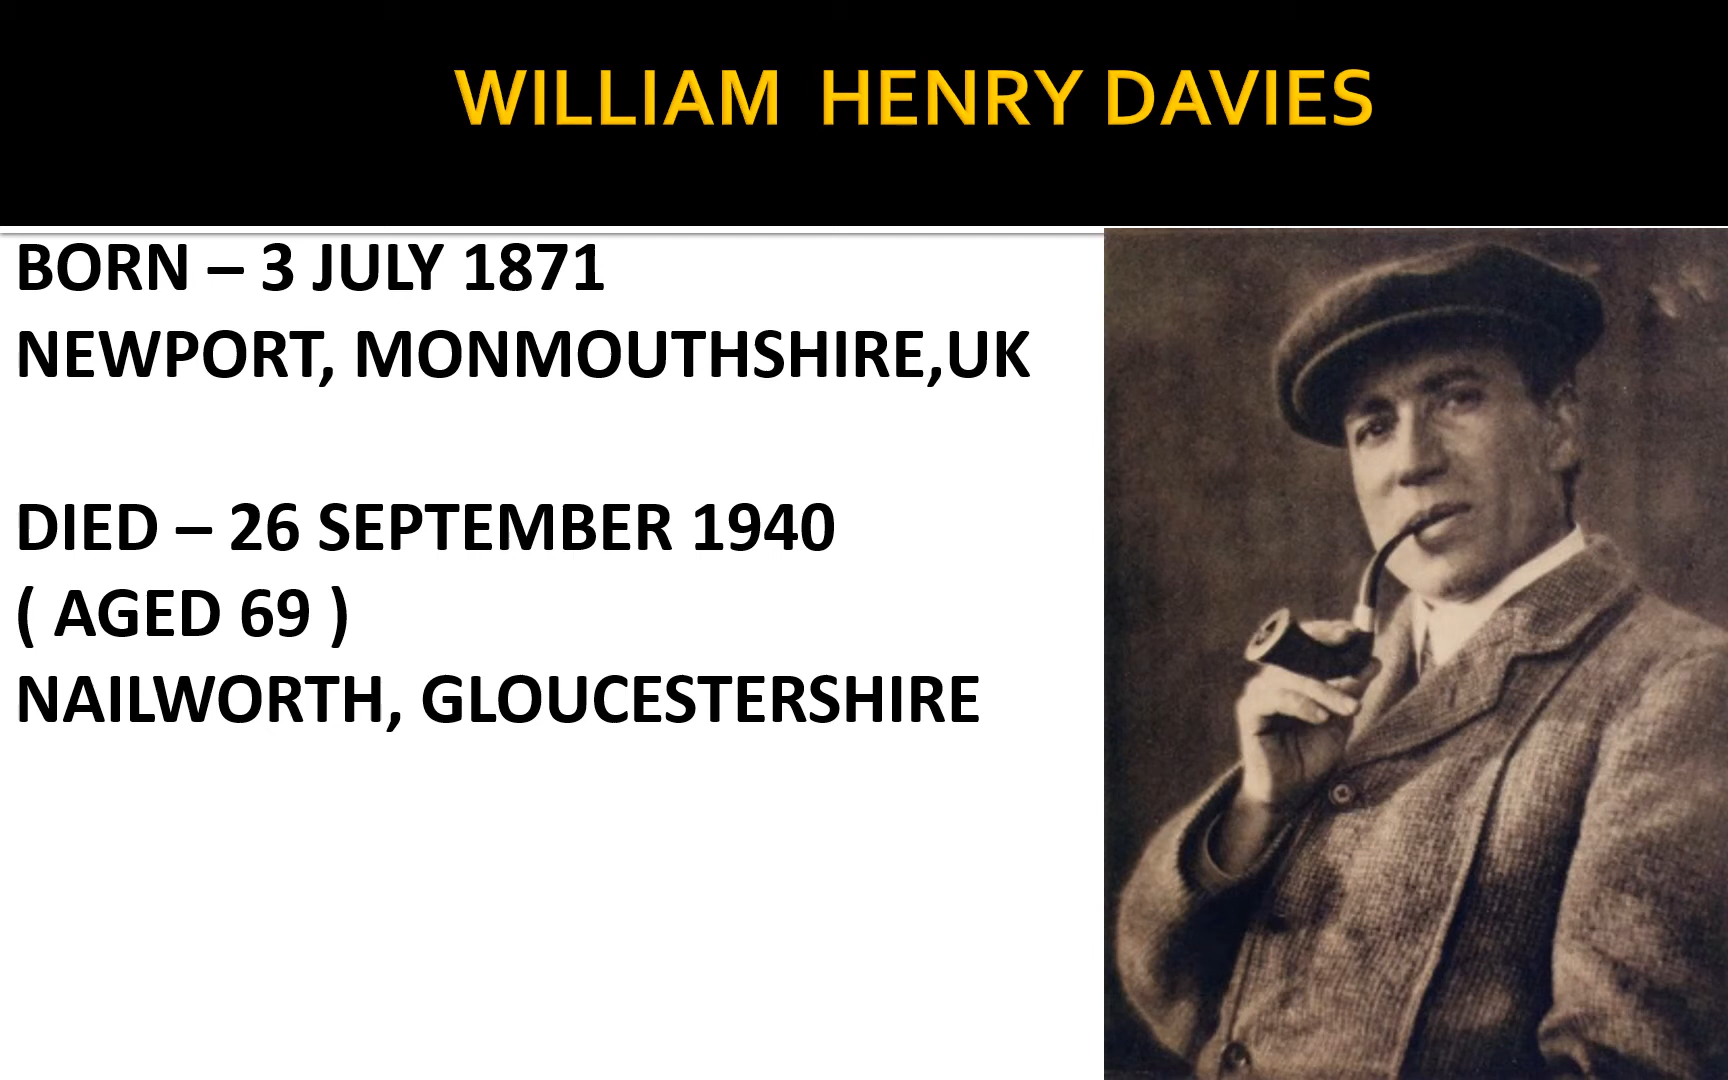 WILLIAM HENRY DAVIES
BORN – 3 JULY 1871
NEWPORT, MONMOUTHSHIRE,UK
DIED – 26 SEPTEMBER 1940
( AGED 69 )
NAILWORTH, GLOUCESTERSHIRE